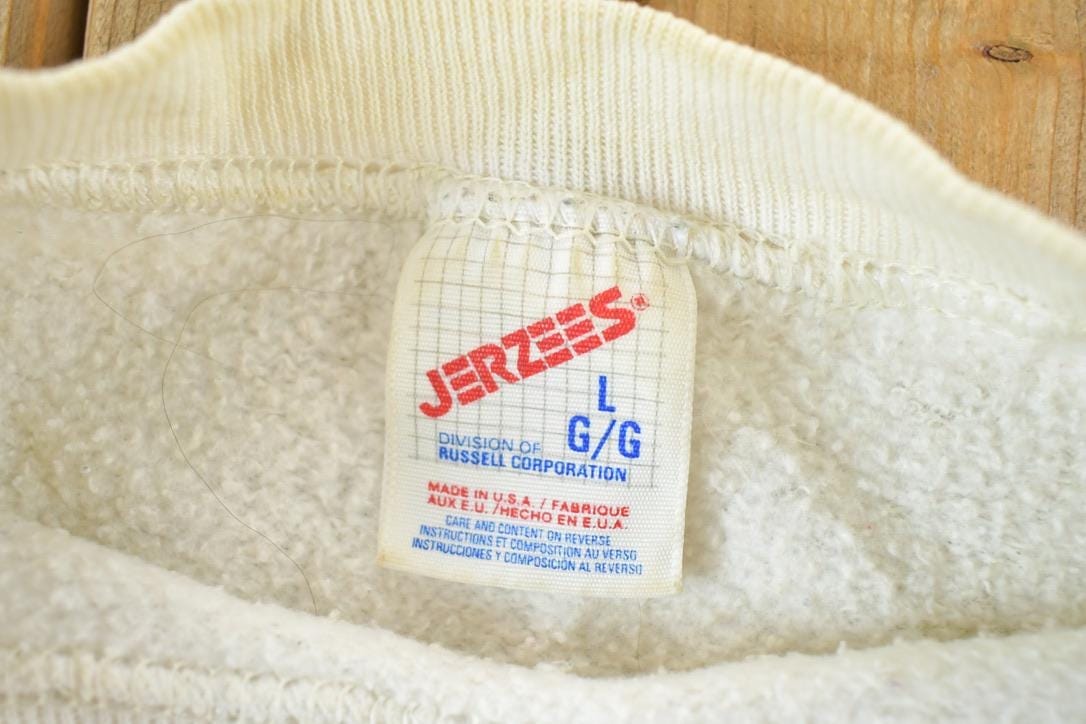 JERZEES®
L
G/G
DIVISION OF
RUSSELL CORPORATION
MADE IN U.S.A. / FABRIQUE
AUX E.U. /HECHO EN E.U.A.
CARE AND CONTENT ON REVERSE
INSTRUCTIONS ET COMPOSITION AU VERSO
INSTRUCCIONES Y COMPOSICIÓN AL REVERSO